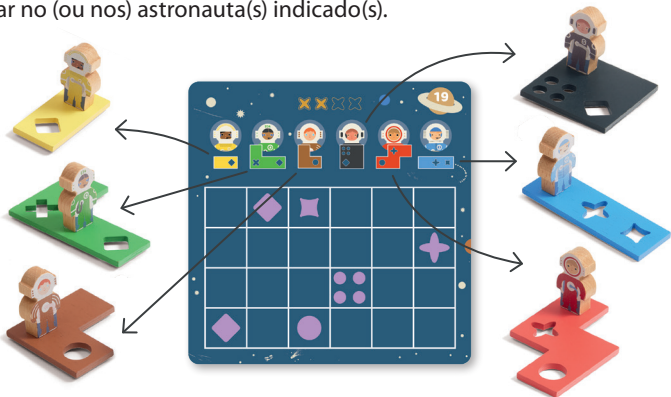 ar no (ou nos) astronauta(s) indicado(s).
19